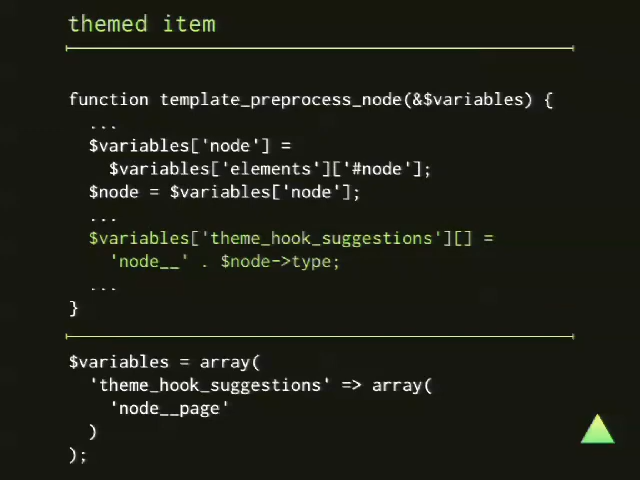 themed item
function template_preprocess_node(&$variables) {
...
$variables['node'] =
$variables['elements']['#node'];
$node = $variables['node'];
...
$variables['theme_hook_suggestions'][] =
'node__' . $node->type;
...
}
$variables = array(
'theme_hook_suggestions' => array(
'node__page'
)
);